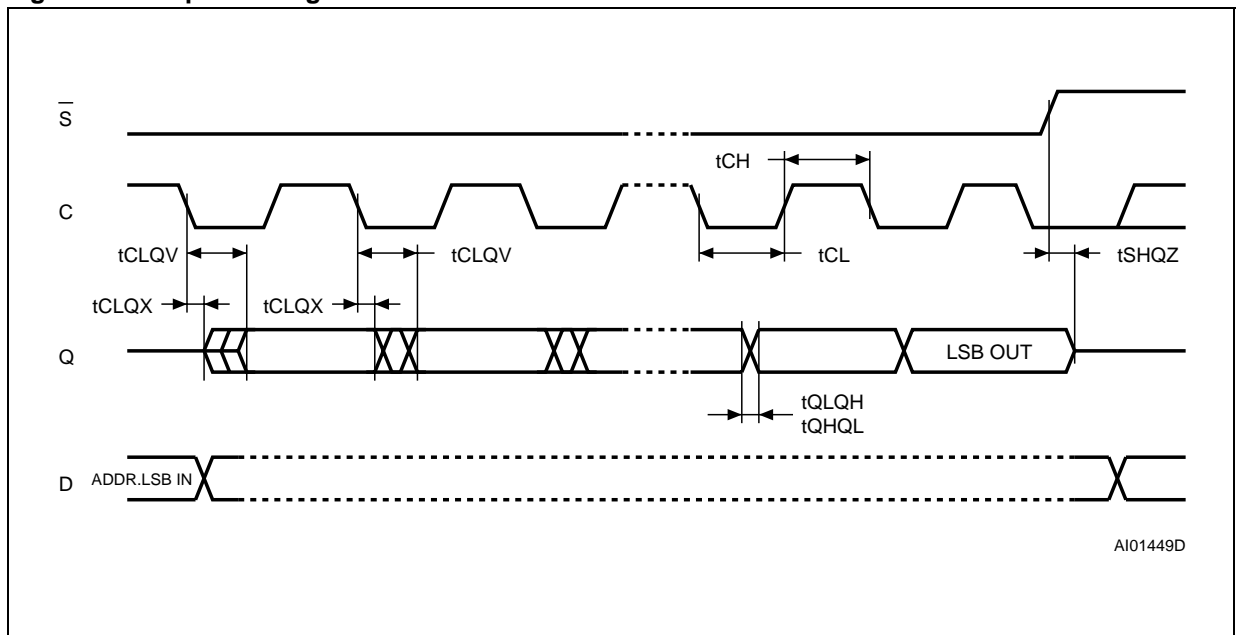 S
tCH
C
tCLQV
tCLQV
tCL
tSHQZ
tCLQX
tCLQX
Q
LSB OUT
tQLQH
tQHQL
D
ADDR.LSB IN
AI01449D